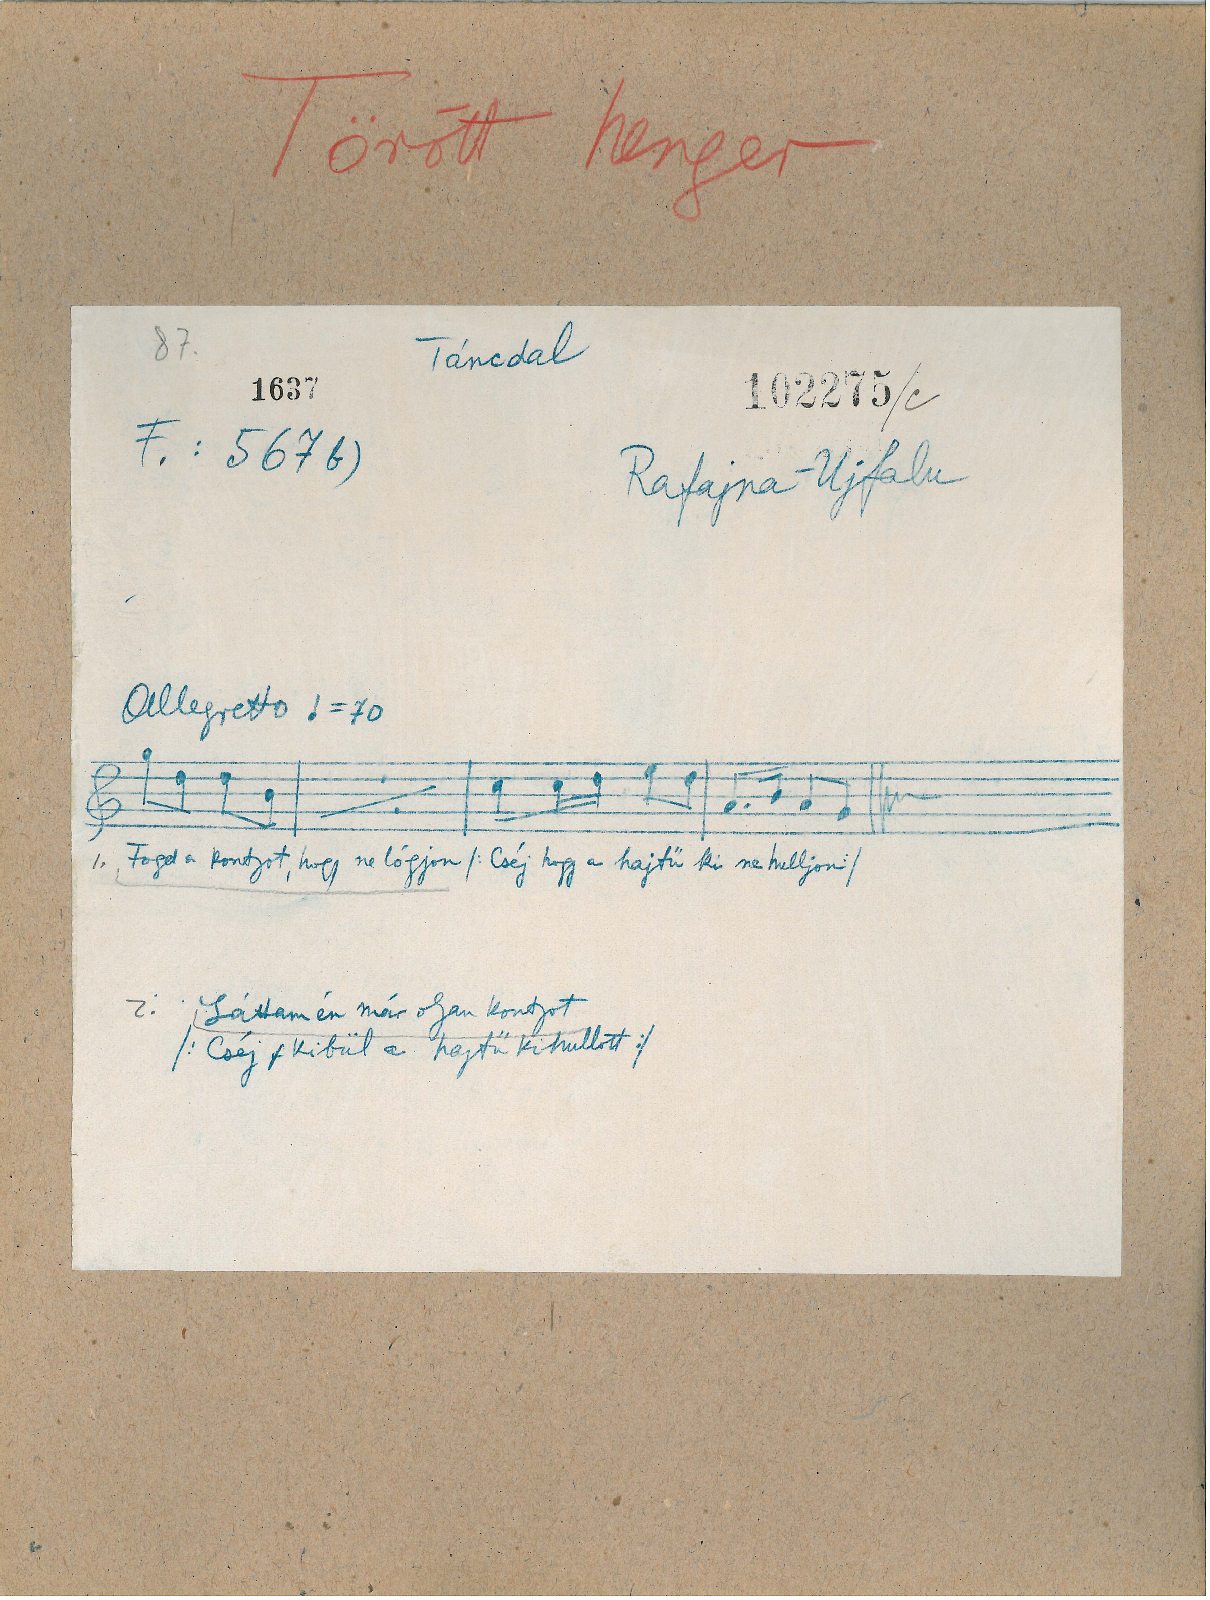 Törött henger
87.
Táncdal
1637
102275/c
F.: 567 b)
Rafajna-Ujfalu
Allegretto ♩=70
1. Fogd a kontyot, hogy ne lógjon /: Cséj hogy a hajtű ki ne hulljon :/
2. Láttam én már olyan kontyot
/: Cséj kibül a hajtű kihullott :/